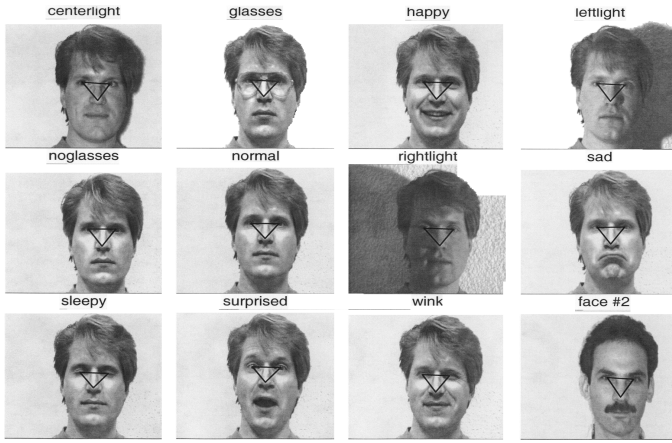 centerlight
glasses
happy
leftlight
noglasses
normal
rightlight
sad
sleepy
surprised
wink
face #2